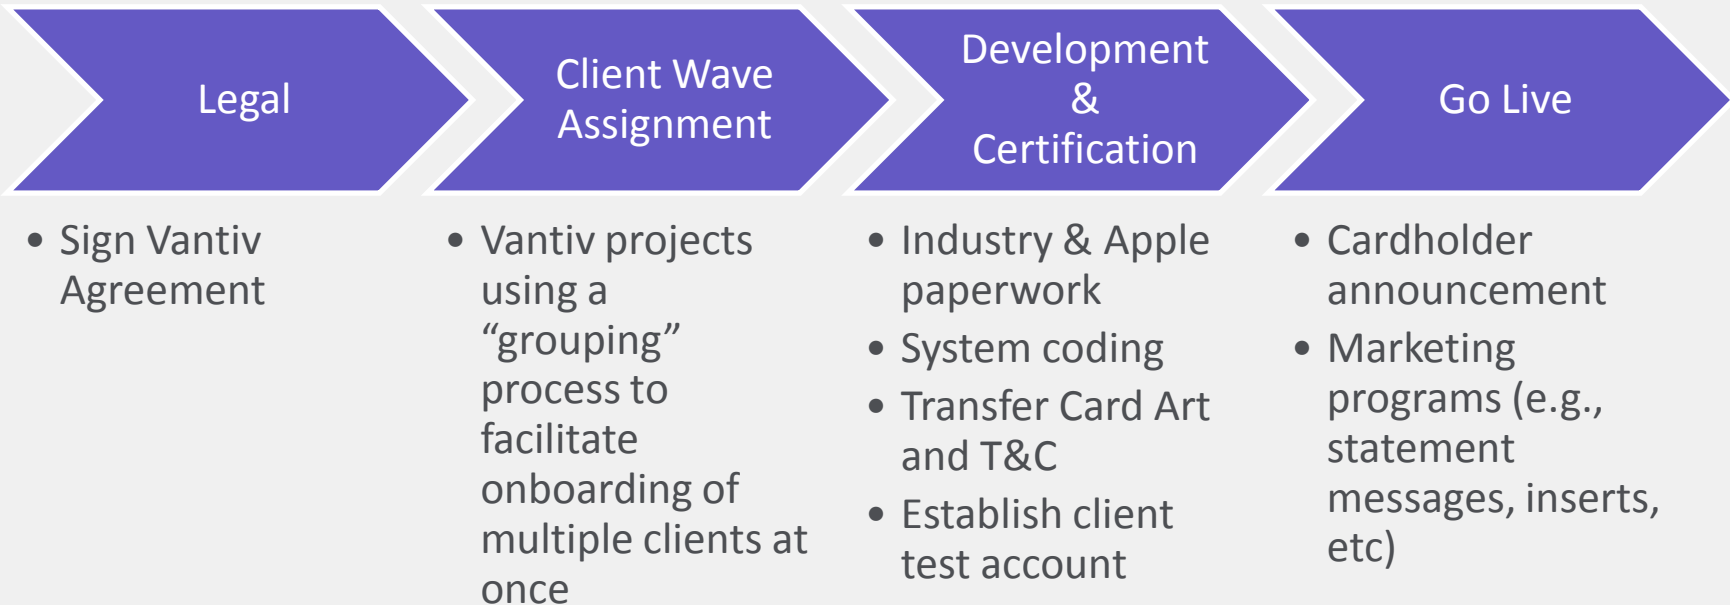 Legal
Client Wave
Assignment
Development
&
Certification
Go Live
• Sign Vantiv
Agreement
• Vantiv projects
using a
“grouping”
process to
facilitate
onboarding of
multiple clients at
once
• Industry & Apple
paperwork
• System coding
• Transfer Card Art
and T&C
• Establish client
test account
• Cardholder
announcement
• Marketing
programs (e.g.,
statement
messages, inserts,
etc)